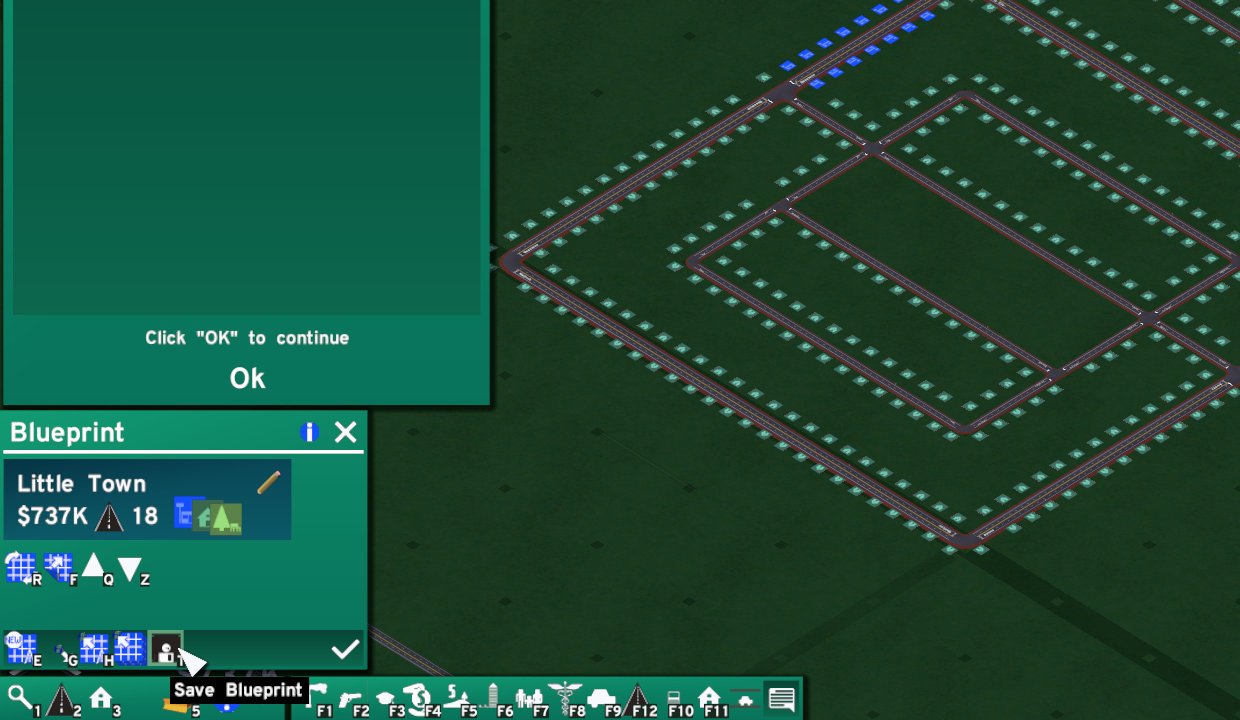 Click "OK" to continue
Ok
Blueprint
Little Town
$737K 18
R F Q Z
NEW E G H
Save Blueprint
1 2 3 5 F1 F2 F3 F4 F5 F6 F7 F8 F9 F12 F10 F11